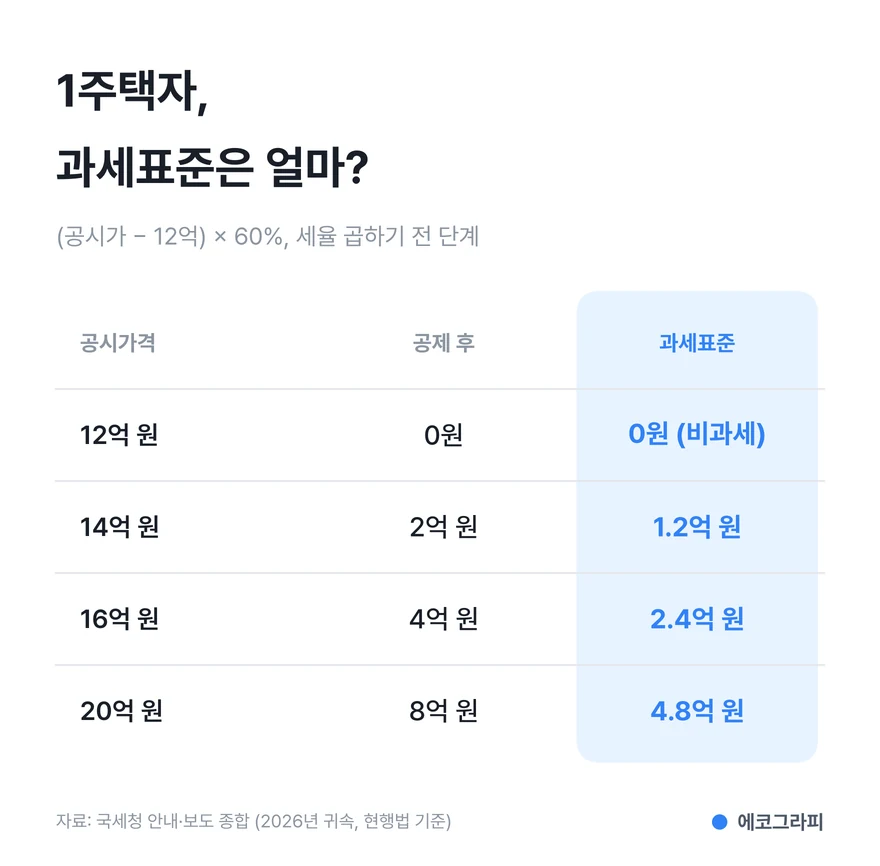 1주택자,
과세표준은 얼마?
(공시가 − 12억) × 60%, 세율 곱하기 전 단계
공시가격 공제 후 과세표준
12억 원 0원 0원 (비과세)
14억 원 2억 원 1.2억 원
16억 원 4억 원 2.4억 원
20억 원 8억 원 4.8억 원
자료: 국세청 안내·보도 종합 (2026년 귀속, 현행법 기준) 에코그라피